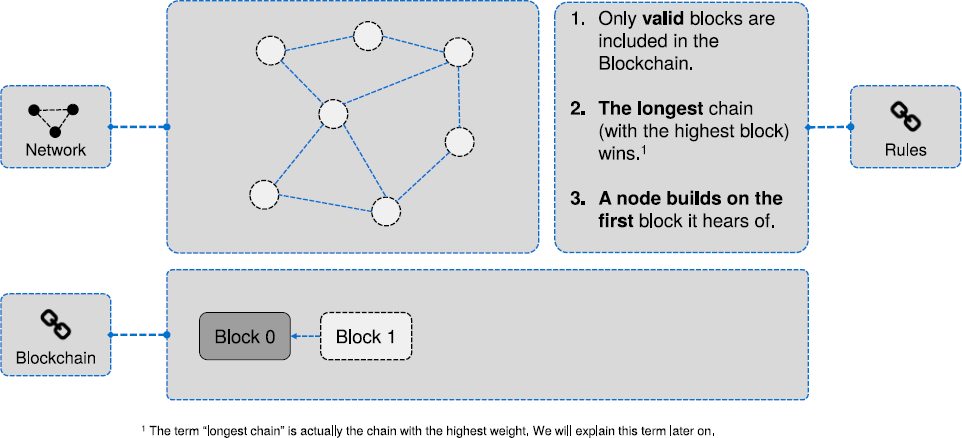 Network
1. Only valid blocks are
included in the
Blockchain.
2. The longest chain
(with the highest block)
wins.¹
3. A node builds on the
first block it hears of.
Rules
Blockchain
Block 0
Block 1
¹ The term “longest chain” is actually the chain with the highest weight. We will explain this term later on.